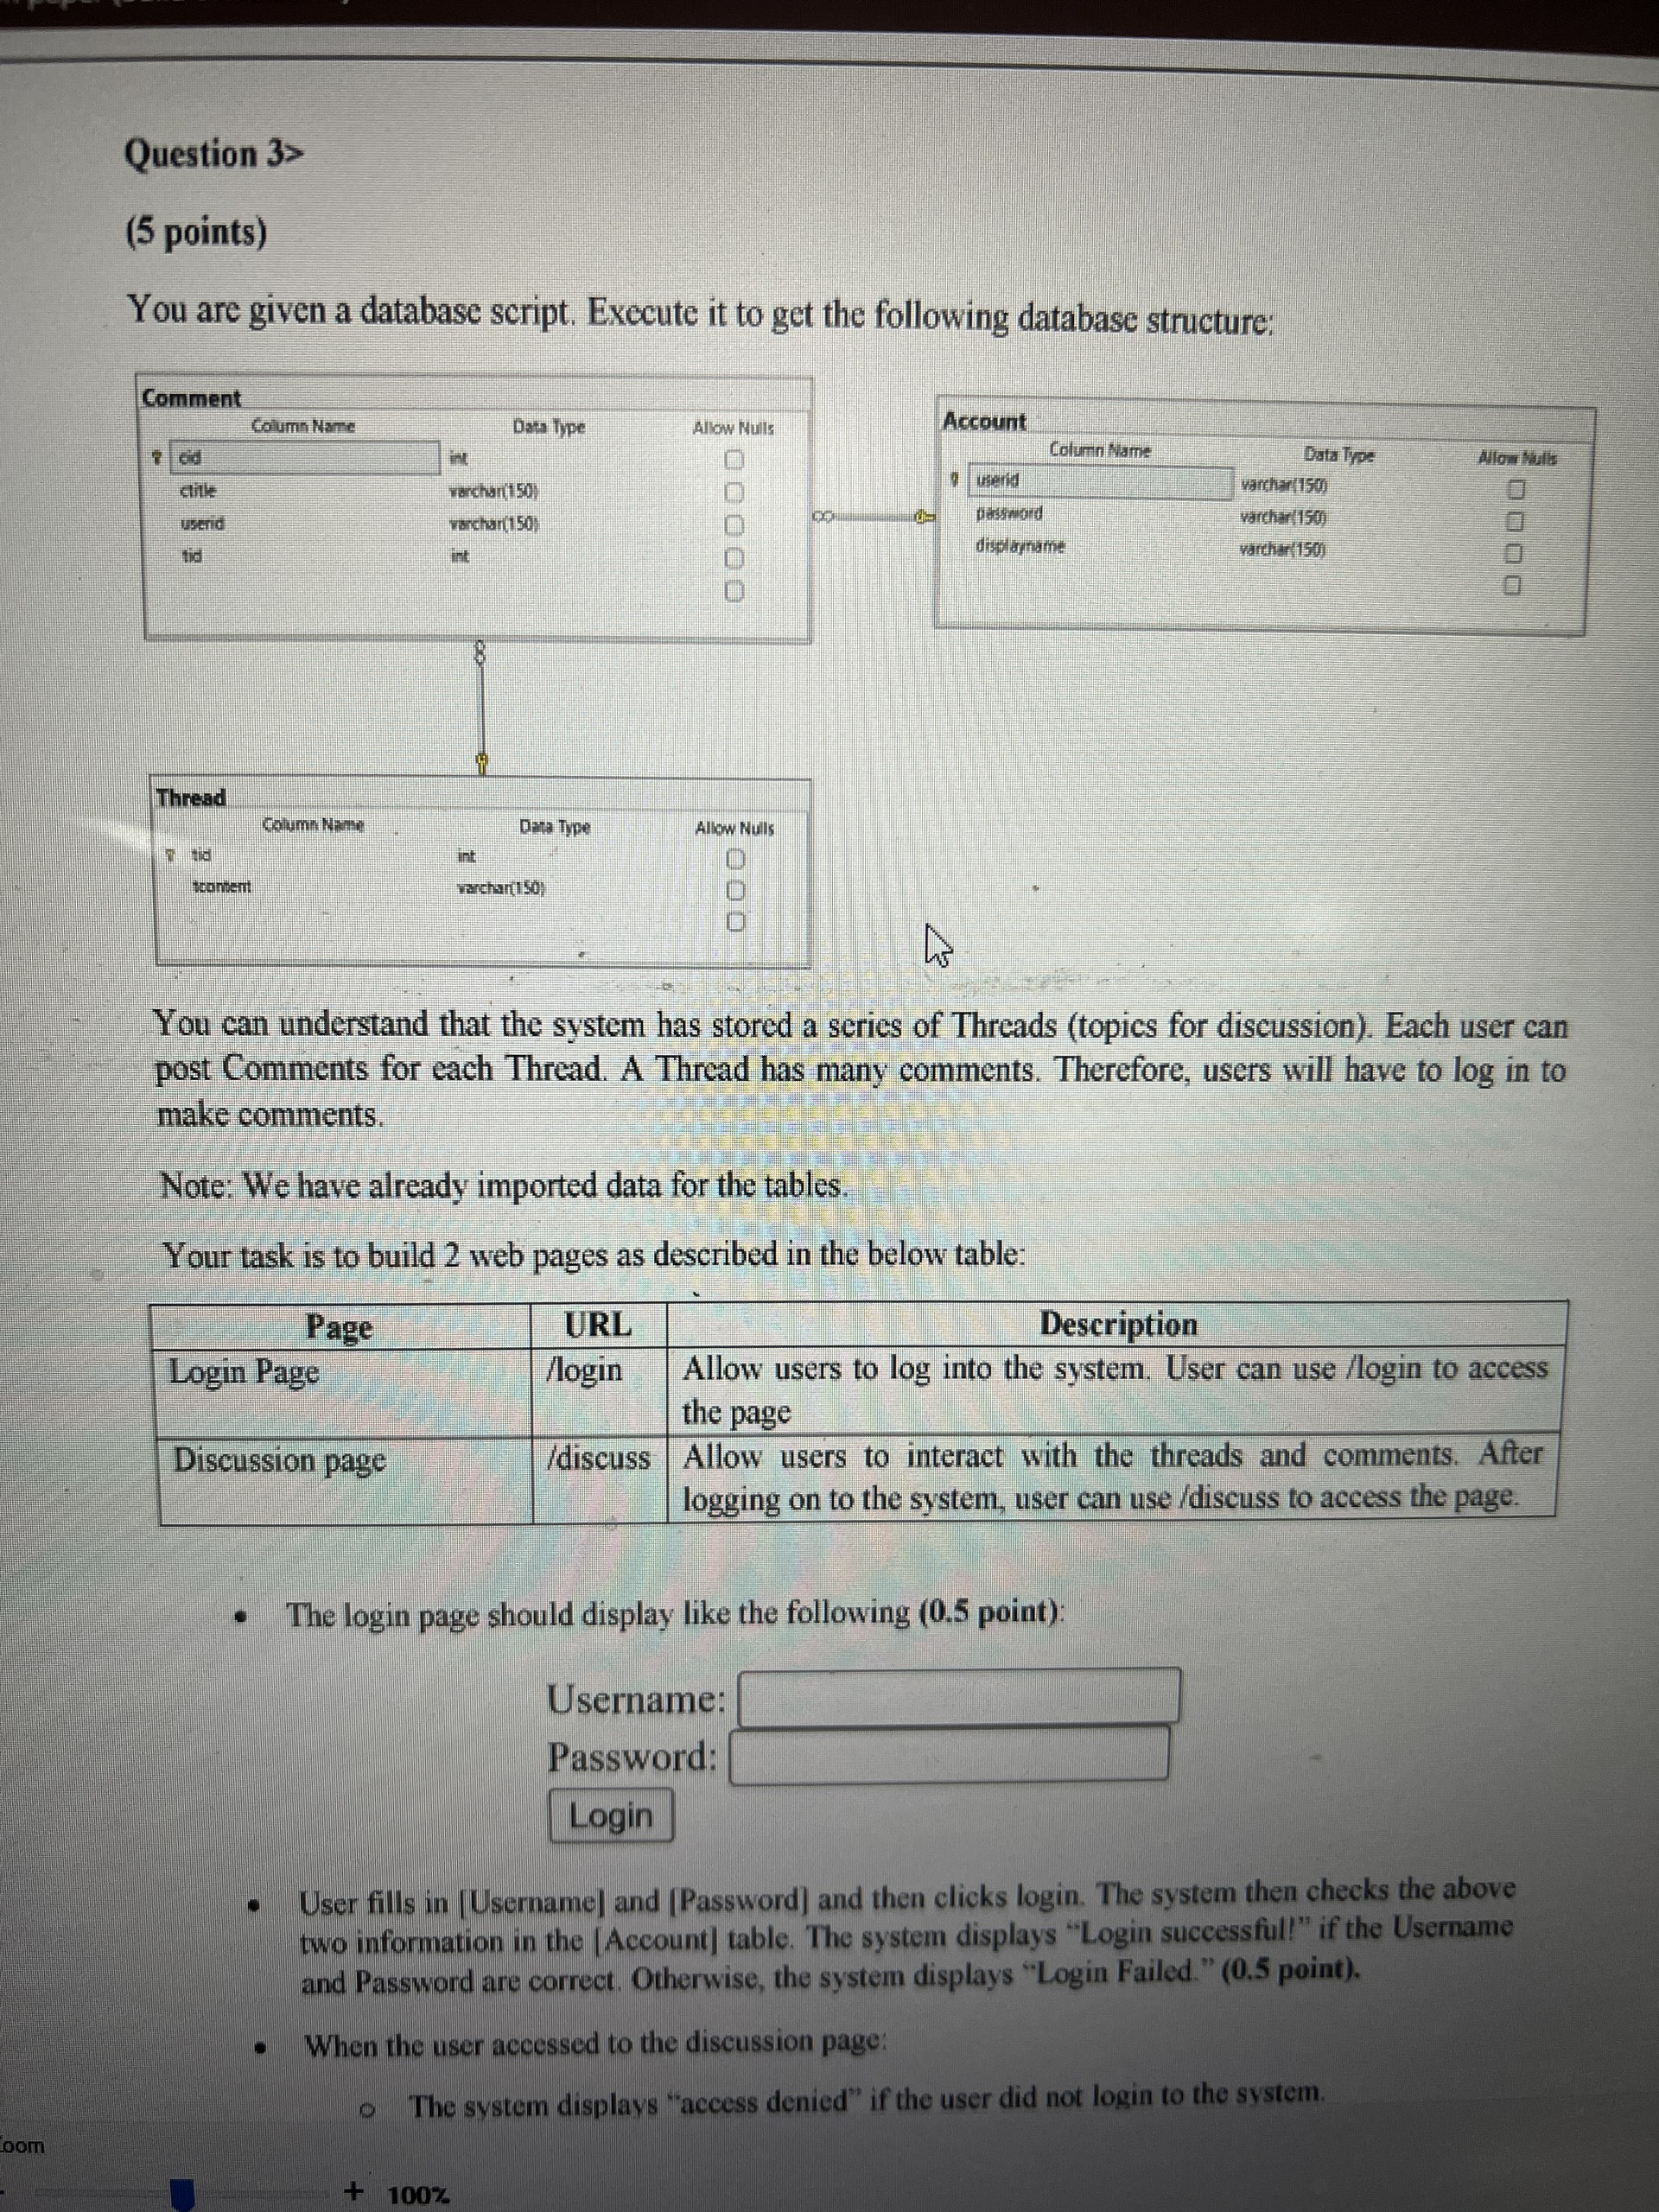 Question 3>
(5 points)
You are given a database script. Execute it to get the following database structure:
Comment
Column Name Data Type Allow Nulls
cid int
ctitle varchar(150)
userid varchar(150)
tid int
Account
Column Name Data Type Allow Nulls
userid varchar(150)
password varchar(150)
displayname varchar(150)
Thread
Column Name Data Type Allow Nulls
tid int
tcontent varchar(150)
You can understand that the system has stored a series of Threads (topics for discussion). Each user can
post Comments for each Thread. A Thread has many comments. Therefore, users will have to log in to
make comments.
Note: We have already imported data for the tables.
Your task is to build 2 web pages as described in the below table:
Page URL Description
Login Page /login Allow users to log into the system. User can use /login to access
the page
Discussion page /discuss Allow users to interact with the threads and comments. After
logging on to the system, user can use /discuss to access the page.
• The login page should display like the following (0.5 point):
Username:
Password:
Login
• User fills in [Username] and [Password] and then clicks login. The system then checks the above
two information in the [Account] table. The system displays “Login successful!” if the Username
and Password are correct. Otherwise, the system displays “Login Failed.” (0.5 point).
• When the user accessed to the discussion page:
o The system displays “access denied” if the user did not login to the system.
+ 100%